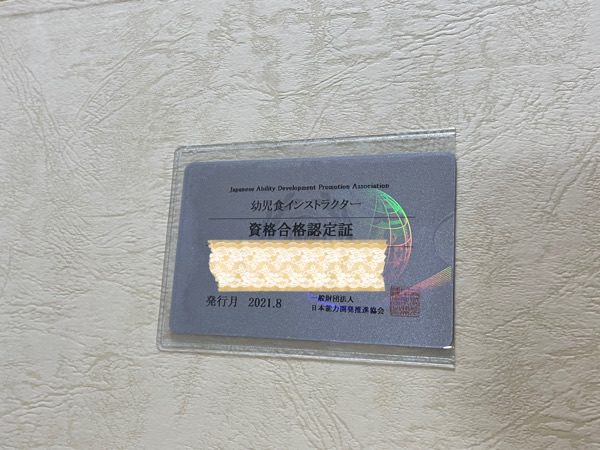 Japanese Ability Development Promotion Association
幼児食インストラクター
資格合格認定証
発行月 2021.8
一般財団法人
日本能力開発推進協会